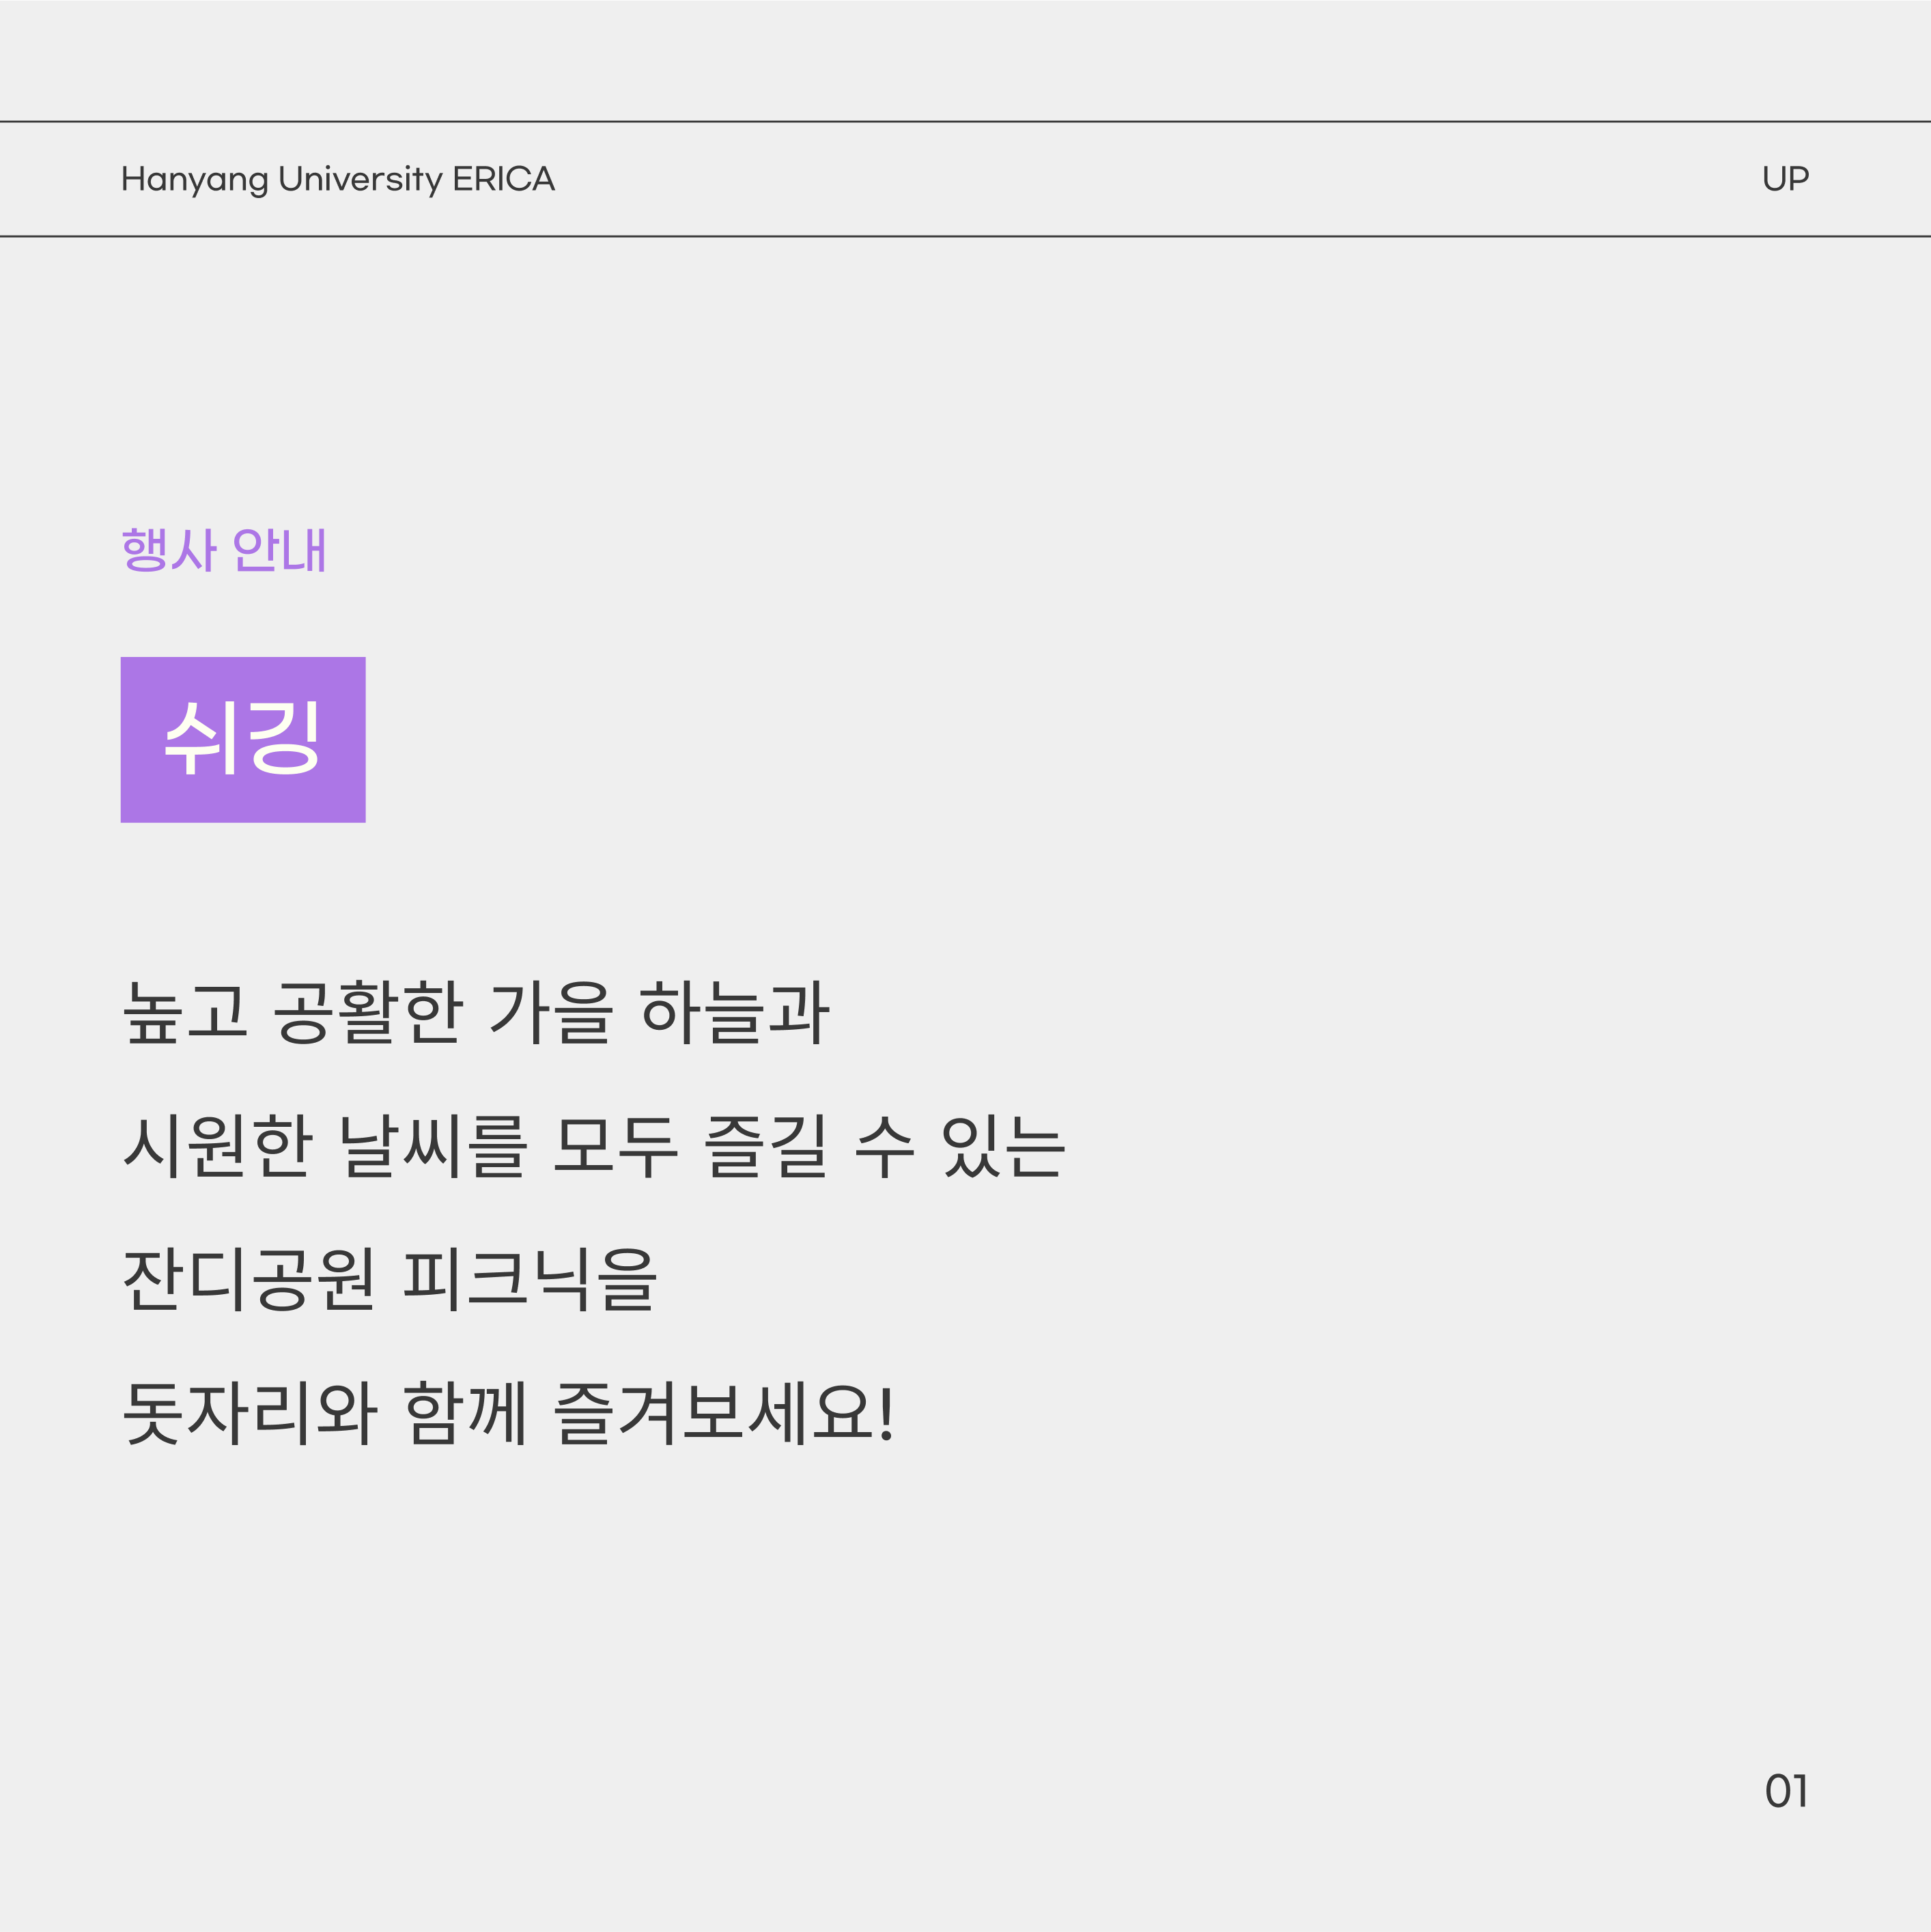 Hanyang University ERICA
UP
행사 안내
쉬깅
높고 공활한 가을 하늘과
시원한 날씨를 모두 즐길 수 있는
잔디공원 피크닉을
돗자리와 함께 즐겨보세요!
01